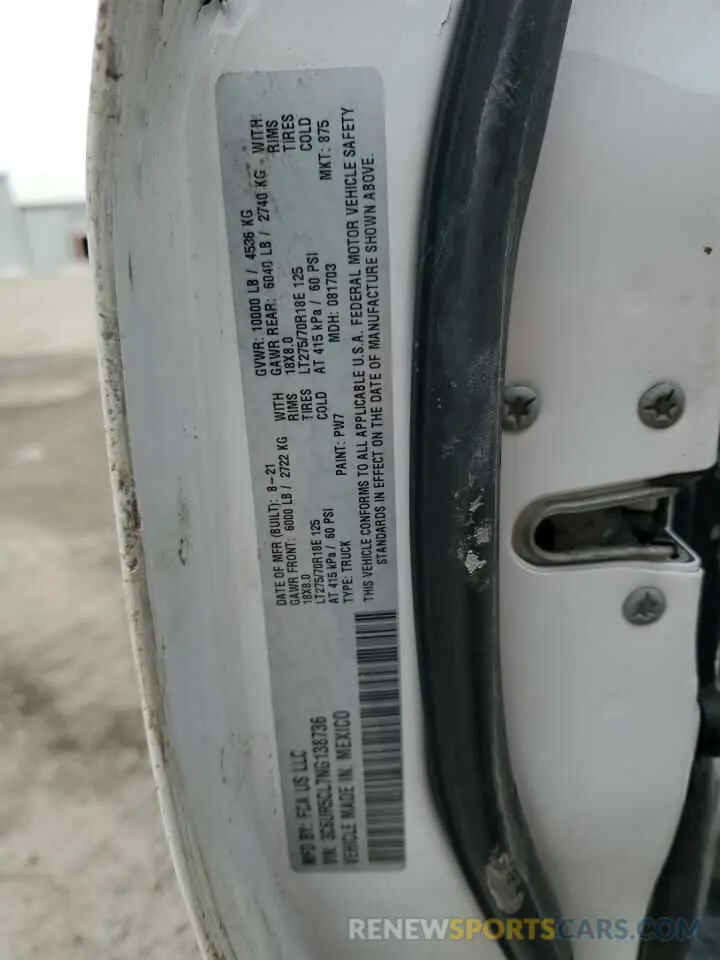 MFD BY: FCA US LLC
VIN: 3C6UR5CL7NG138736
VEHICLE MADE IN MEXICO
DATE OF MFR (BUILT): 8-21
GAWR FRONT: 6000 LB / 2722 KG WITH
18X8.0 RIMS
LT275/70R18E 125 TIRES
AT 415 kPa / 60 PSI COLD
TYPE: TRUCK PAINT: PW7
GVWR: 10000 LB / 4536 KG
GAWR REAR: 6040 LB / 2740 KG WITH
18X8.0 RIMS
LT275/70R18E 125 TIRES
AT 415 kPa / 60 PSI COLD
MDH: 081703 MKT: 875
THIS VEHICLE CONFORMS TO ALL APPLICABLE U.S.A. FEDERAL MOTOR VEHICLE SAFETY
STANDARDS IN EFFECT ON THE DATE OF MANUFACTURE SHOWN ABOVE.
RENEWSPORTSCARS.COM